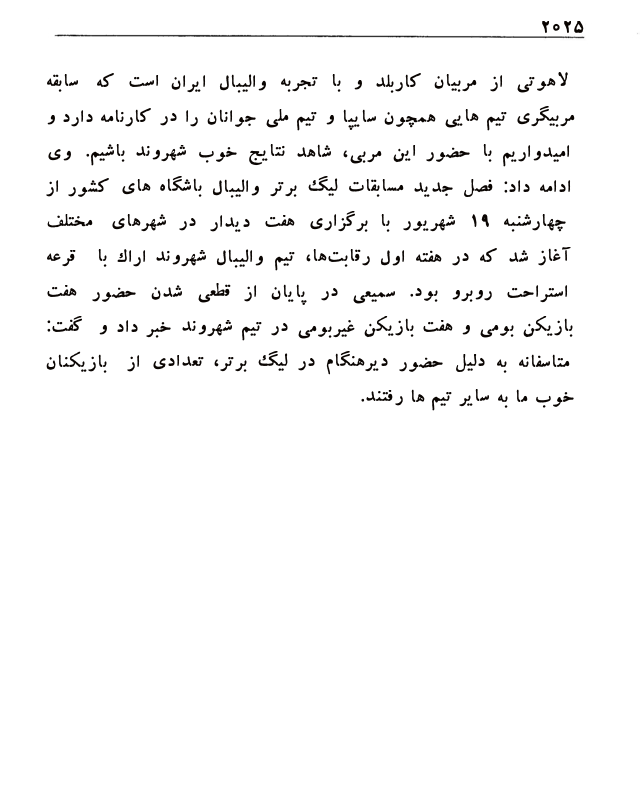 ۲۰۲۵
لاهوتی از مربیان کاربلد و با تجربه والیبال ایران است که سابقه
مربیگری تیم هایی همچون سایپا و تیم ملی جوانان را در کارنامه دارد و
امیدواریم با حضور این مربی، شاهد نتایج خوب شهروند باشیم. وی
ادامه داد: فصل جدید مسابقات لیگ برتر والیبال باشگاه های کشور از
چهارشنبه ۱۹ شهریور با برگزاری هفت دیدار در شهرهای مختلف
آغاز شد که در هفته اول رقابت‌ها، تیم والیبال شهروند اراک با قرعه
استراحت روبرو بود. سمیعی در پایان از قطعی شدن حضور هفت
بازیکن بومی و هفت بازیکن غیربومی در تیم شهروند خبر داد و گفت:
متاسفانه به دلیل حضور دیرهنگام در لیگ برتر، تعدادی از بازیکنان
خوب ما به سایر تیم ها رفتند.